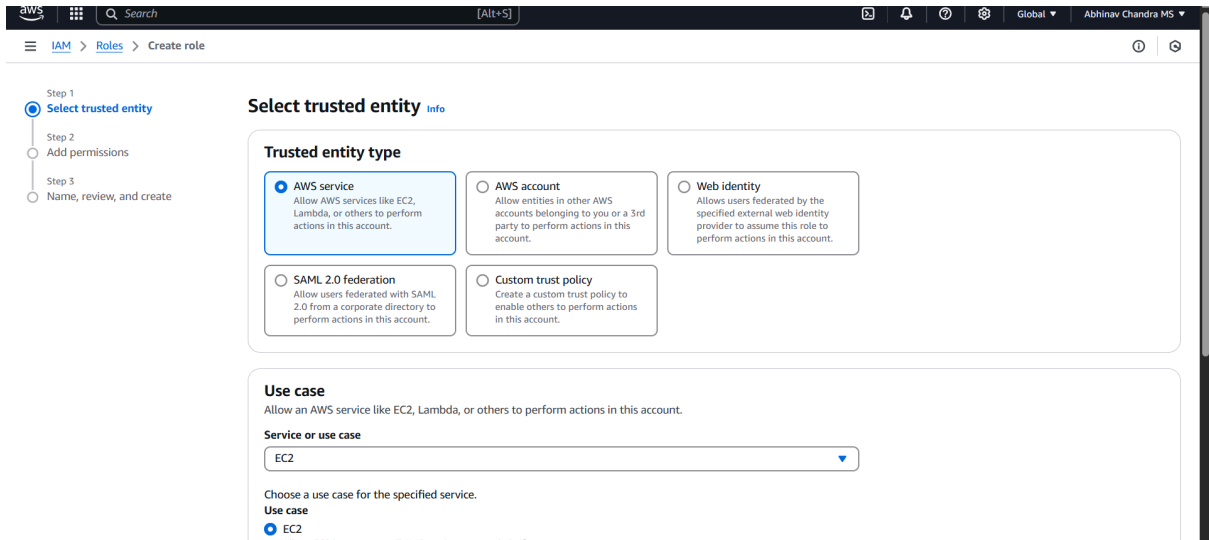 aws
Search [Alt+S] Global Abhinav Chandra MS
IAM > Roles > Create role
Step 1
Select trusted entity
Step 2
Add permissions
Step 3
Name, review, and create
Select trusted entity Info
Trusted entity type
AWS service
Allow AWS services like EC2,
Lambda, or others to perform
actions in this account.
AWS account
Allow entities in other AWS
accounts belonging to you or a 3rd
party to perform actions in this
account.
Web identity
Allows users federated by the
specified external web identity
provider to assume this role to
perform actions in this account.
SAML 2.0 federation
Allow users federated with SAML
2.0 from a corporate directory to
perform actions in this account.
Custom trust policy
Create a custom trust policy to
enable others to perform actions
in this account.
Use case
Allow an AWS service like EC2, Lambda, or others to perform actions in this account.
Service or use case
EC2
Choose a use case for the specified service.
Use case
EC2